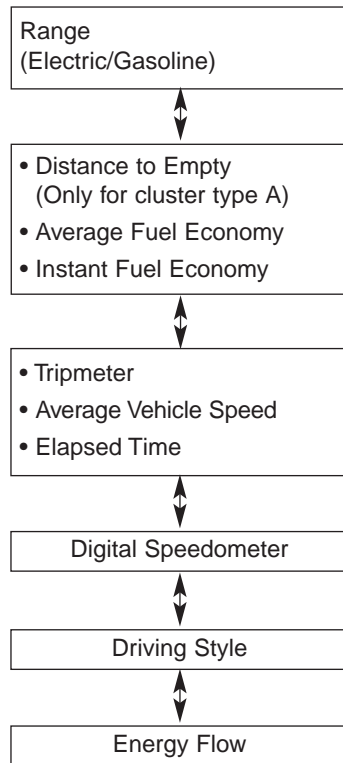 Range
(Electric/Gasoline)
• Distance to Empty
(Only for cluster type A)
• Average Fuel Economy
• Instant Fuel Economy
• Tripmeter
• Average Vehicle Speed
• Elapsed Time
Digital Speedometer
Driving Style
Energy Flow